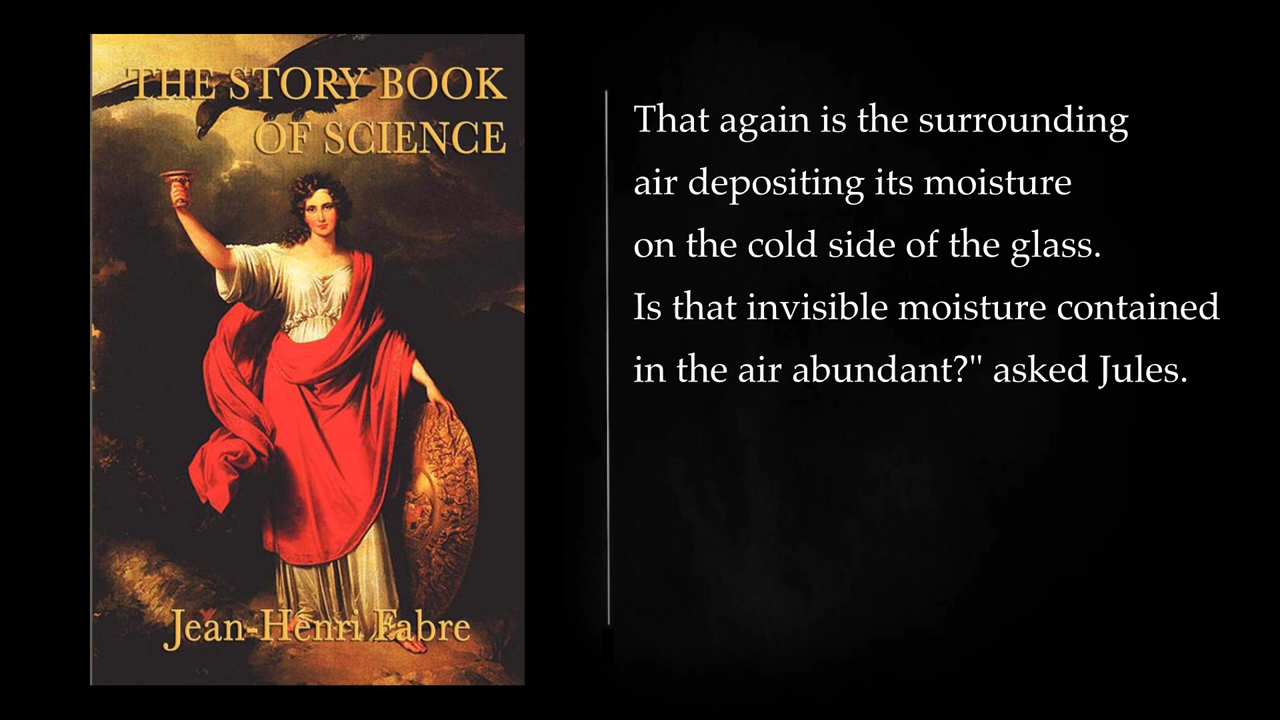 THE STORY BOOK
OF SCIENCE
Jean-Henri Fabre
That again is the surrounding
air depositing its moisture
on the cold side of the glass.
Is that invisible moisture contained
in the air abundant?" asked Jules.